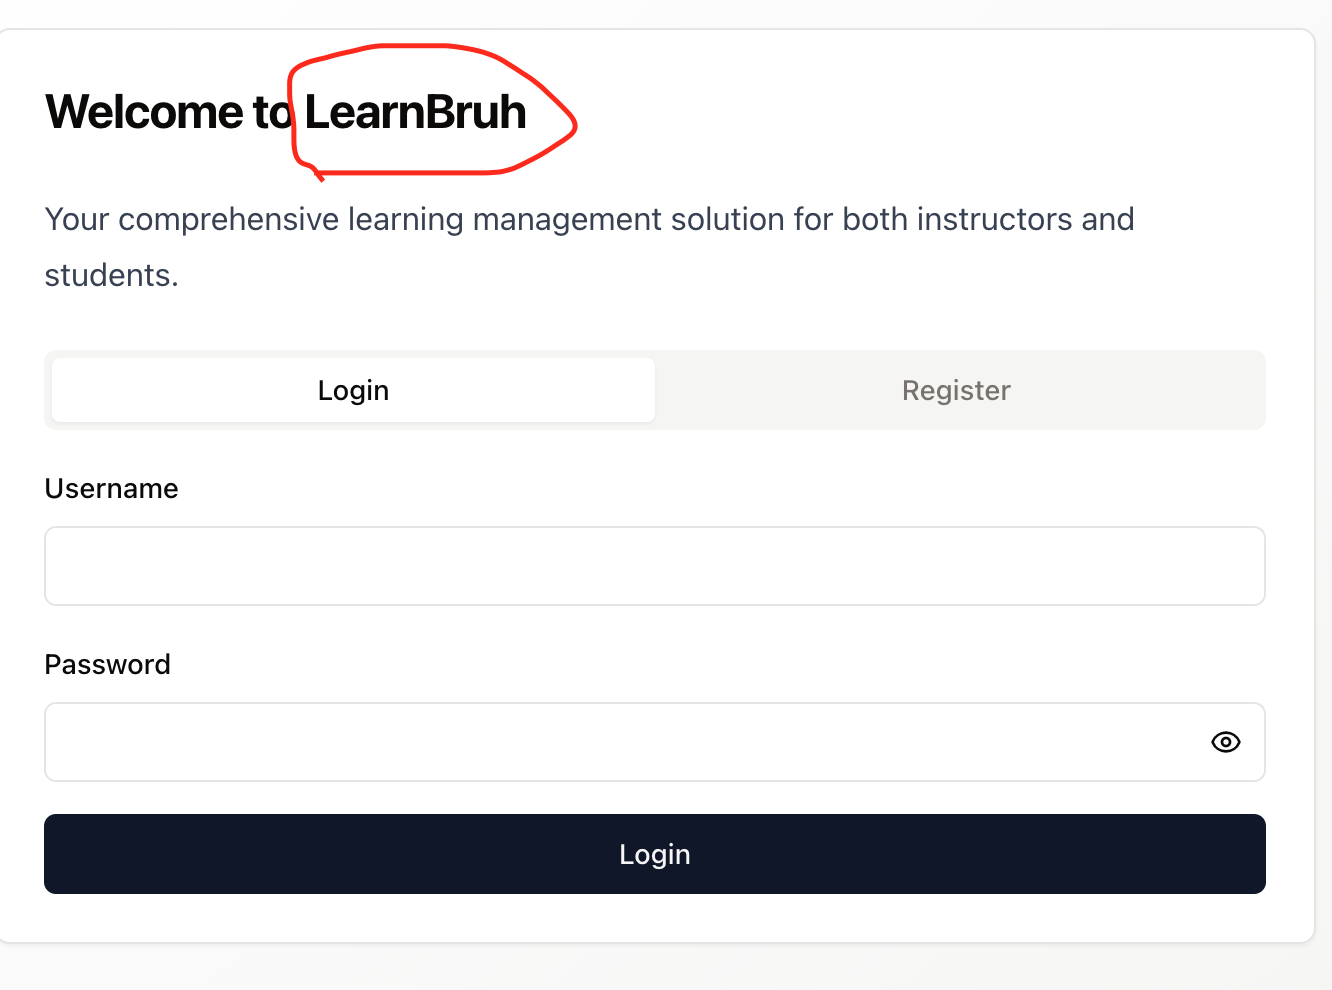 Welcome to LearnBruh
Your comprehensive learning management solution for both instructors and
students.
Login
Register
Username
Password
Login